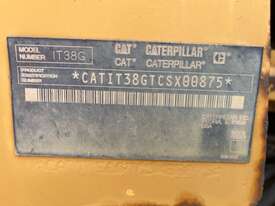 MODEL NUMBER IT38G
CAT CATERPILLAR
PRODUCT IDENTIFICATION NUMBER
CAT CATERPILLAR
*CATIT38GTCSX00875*